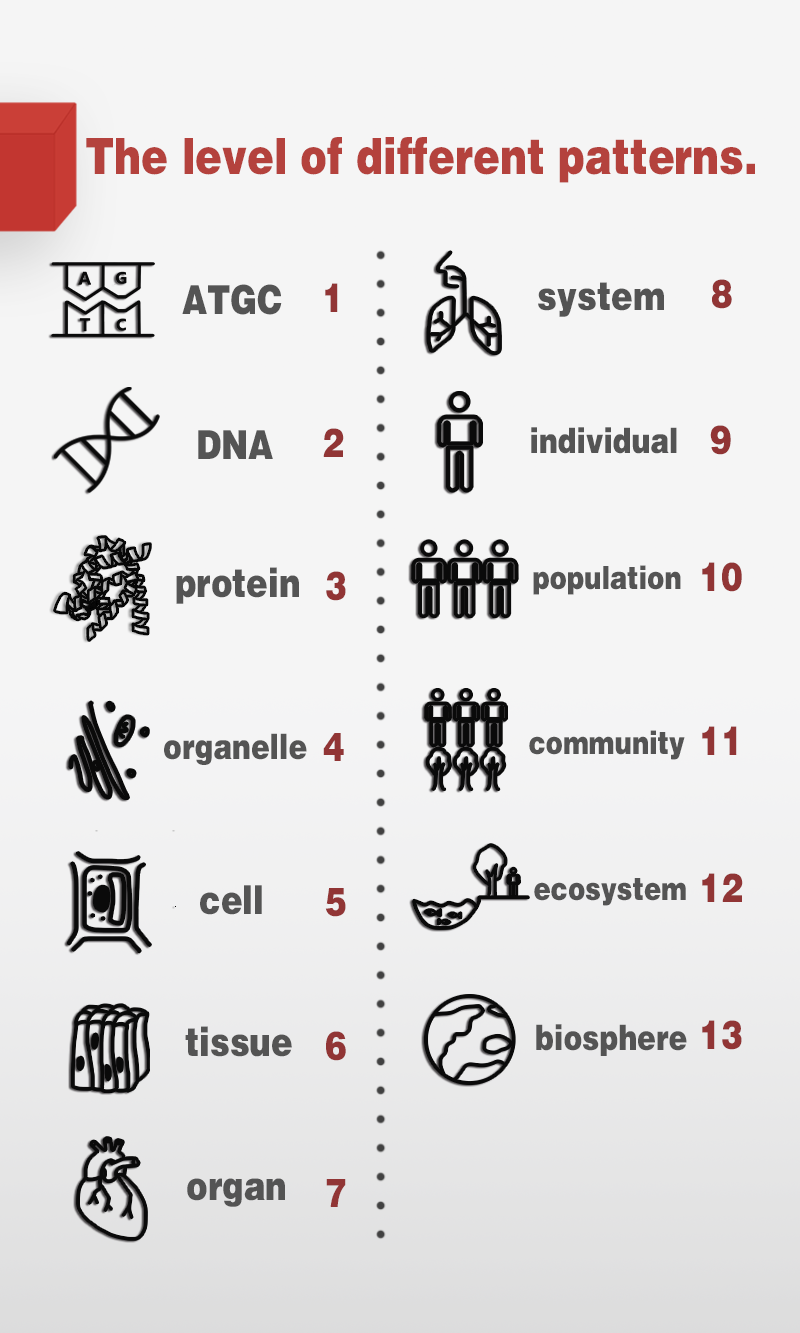 The level of different patterns.
A G
T C
ATGC 1
DNA 2
protein 3
organelle 4
cell 5
tissue 6
organ 7
system 8
individual 9
population 10
community 11
ecosystem 12
biosphere 13